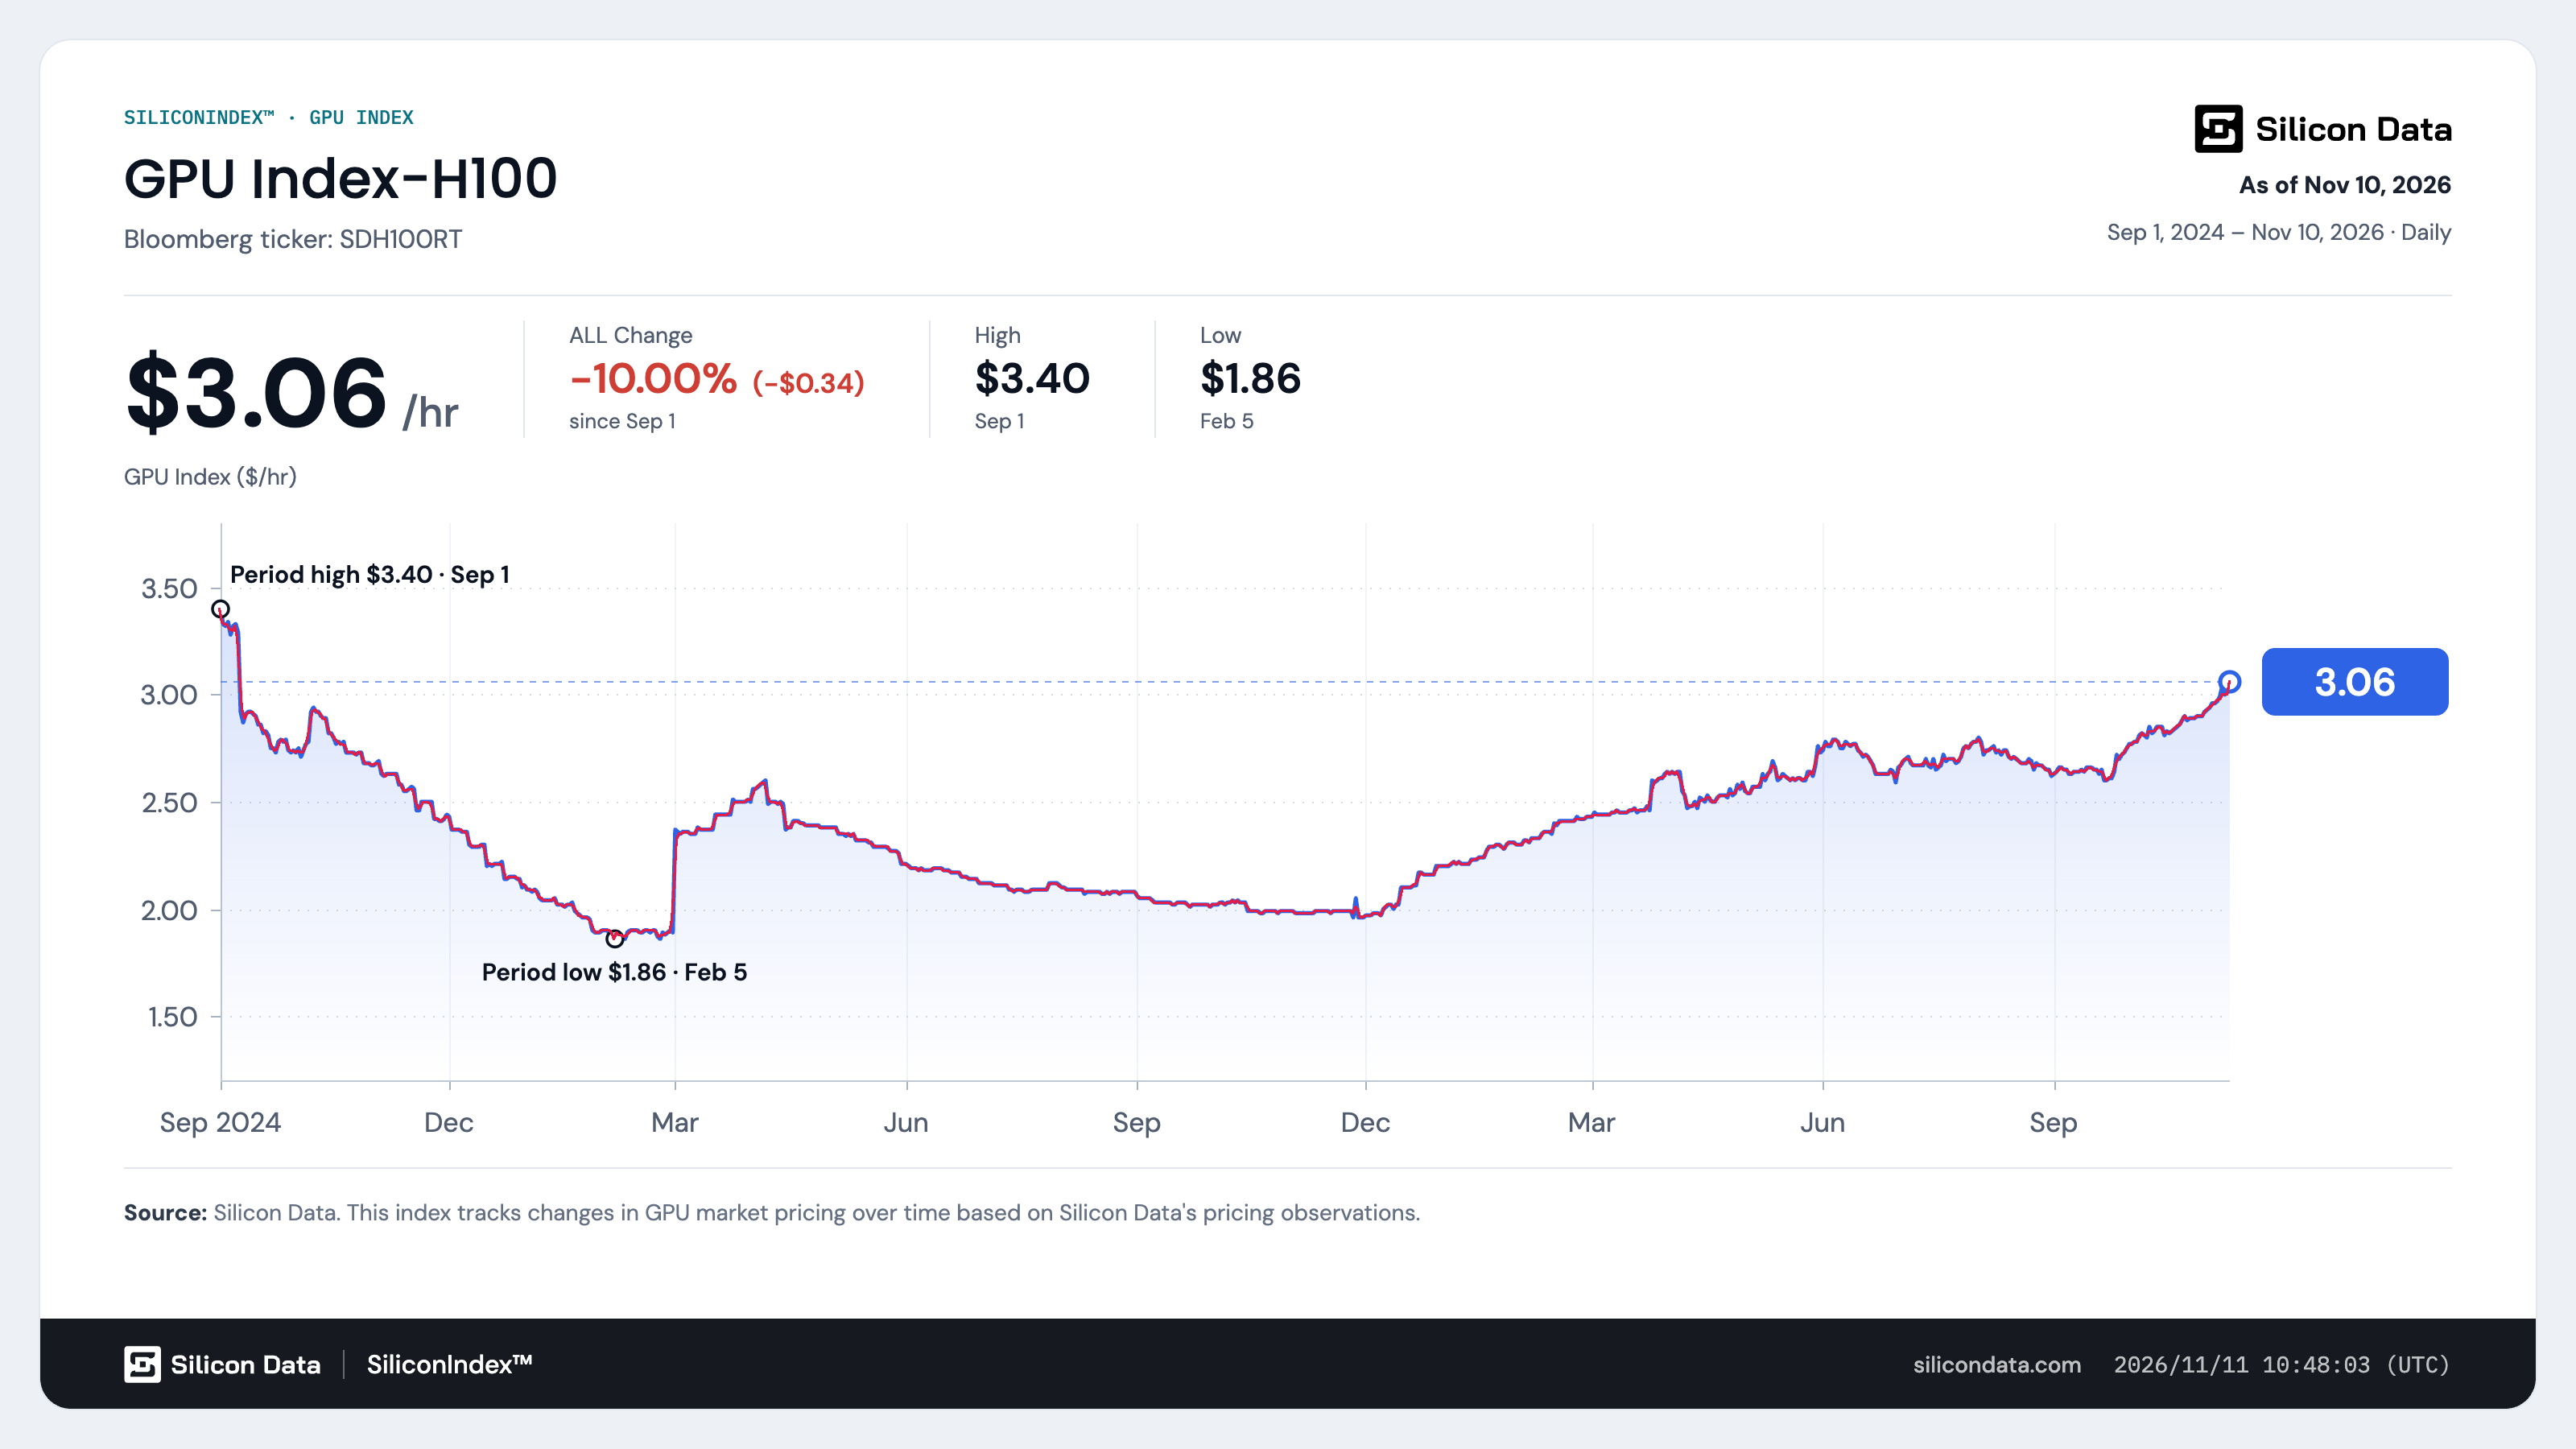 SILICONINDEX™ · GPU INDEX
GPU Index-H100
Bloomberg ticker: SDH100RT
Silicon Data
As of Nov 10, 2026
Sep 1, 2024 – Nov 10, 2026 · Daily
$3.06 /hr
ALL Change
-10.00% (-$0.34)
since Sep 1
High
$3.40
Sep 1
Low
$1.86
Feb 5
GPU Index ($/hr)
Period high $3.40 · Sep 1
3.50
3.00
2.50
2.00
1.50
3.06
Period low $1.86 · Feb 5
Sep 2024 Dec Mar Jun Sep Dec Mar Jun Sep
Source: Silicon Data. This index tracks changes in GPU market pricing over time based on Silicon Data's pricing observations.
Silicon Data | SiliconIndex™
silicondata.com 2026/11/11 10:48:03 (UTC)